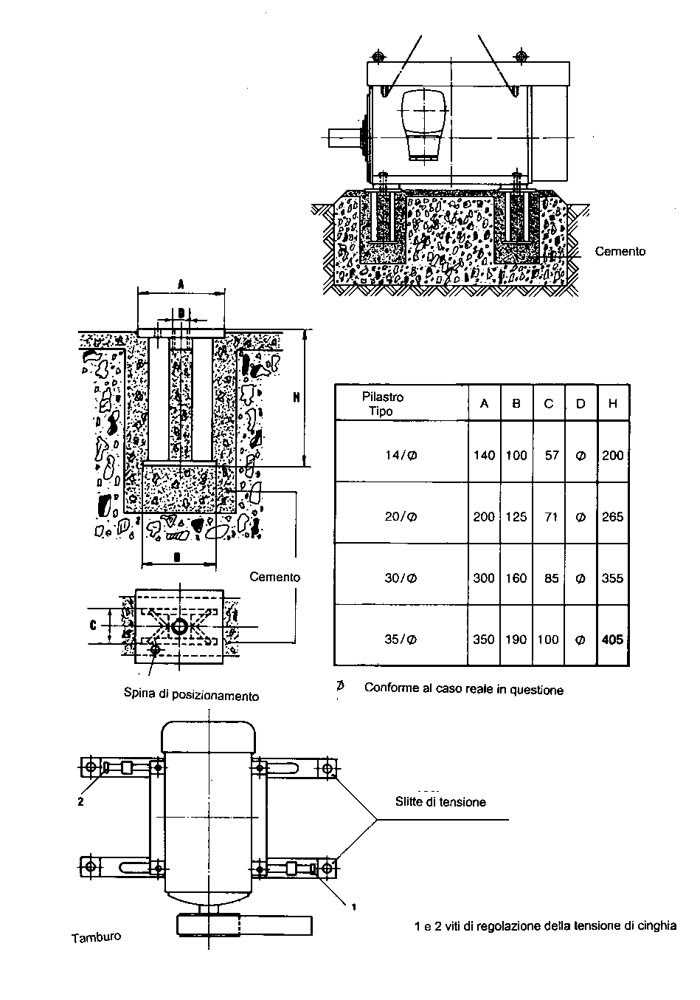 Cemento
A
D
H
B
Cemento
C
Spina di posizionamento
Pilastro Tipo A B C D H
14/∅ 140 100 57 ∅ 200
20/∅ 200 125 71 ∅ 265
30/∅ 300 160 85 ∅ 355
35/∅ 350 190 100 ∅ 405
∅ Conforme al caso reale in questione
2
Slitte di tensione
1
1 e 2 viti di regolazione della tensione di cinghia
Tamburo